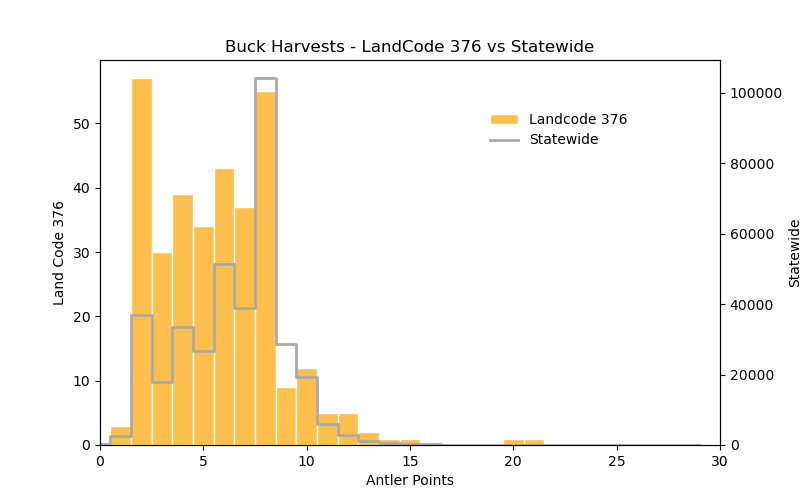 Buck Harvests - LandCode 376 vs Statewide
Landcode 376
Statewide
Land Code 376
50
40
30
20
10
0
100000
80000
60000
40000
20000
0
Statewide
0 5 10 15 20 25 30
Antler Points